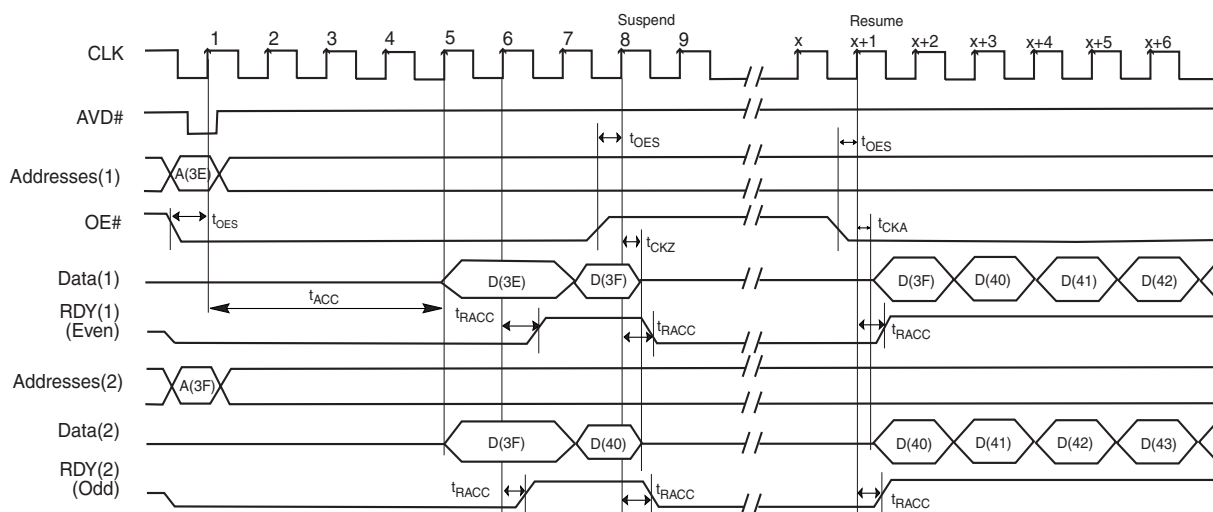 Suspend Resume
CLK 1 2 3 4 5 6 7 8 9 x x+1 x+2 x+3 x+4 x+5 x+6
AVD#
tOES tOES
Addresses(1) A(3E)
OE# tOES tCKA
tCKZ
Data(1) D(3E) D(3F) D(3F) D(40) D(41) D(42)
tACC
RDY(1) tRACC tRACC tRACC
(Even)
Addresses(2) A(3F)
Data(2) D(3F) D(40) D(40) D(41) D(42) D(43)
RDY(2) tRACC tRACC tRACC
(Odd)